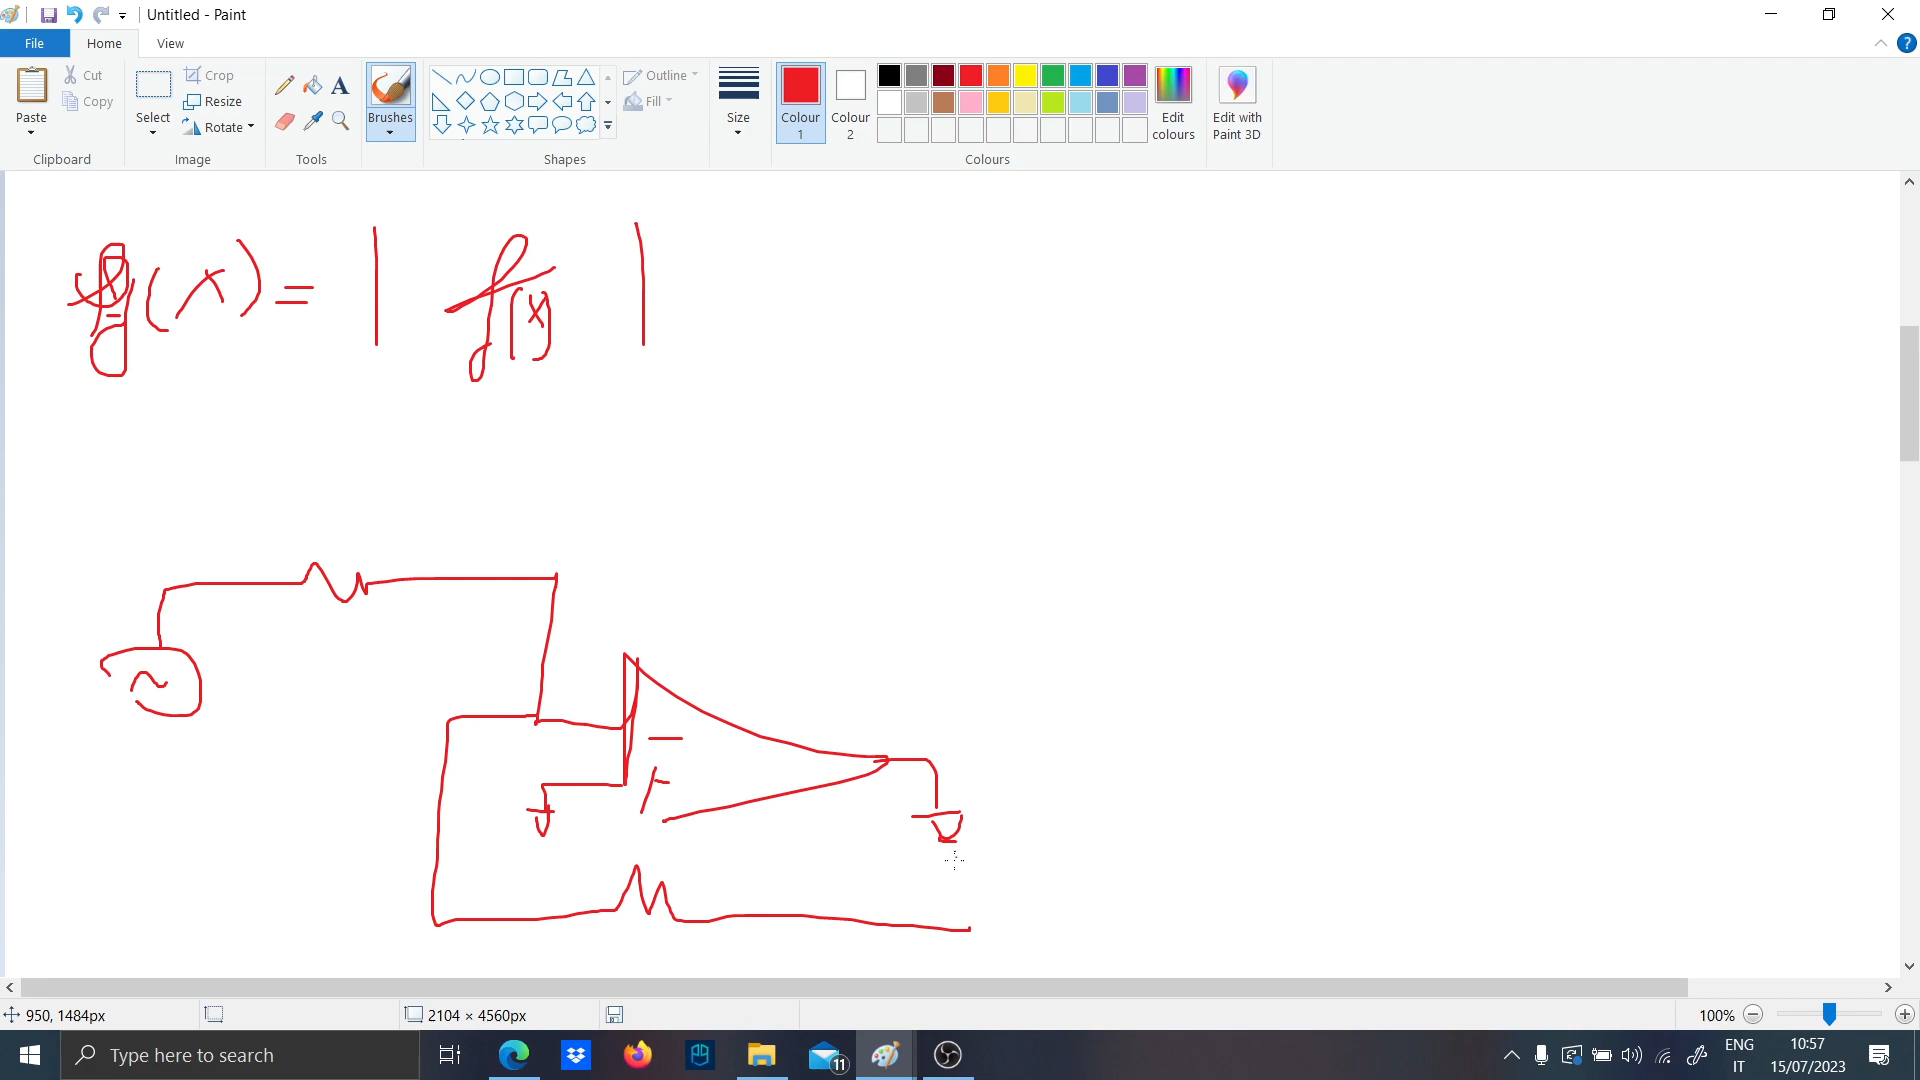 Untitled - Paint
File Home View
Paste
Cut
Copy
Clipboard
Select
Crop
Resize
Rotate
Image
Tools
Brushes
Outline
Fill
Shapes
Size
Colour 1
Colour 2
Edit colours
Colours
Edit with Paint 3D
g(x) = | f(x) |
~
−
+
950, 1484px
2104 × 4560px
100%
Type here to search
11
ENG
IT
10:57
15/07/2023